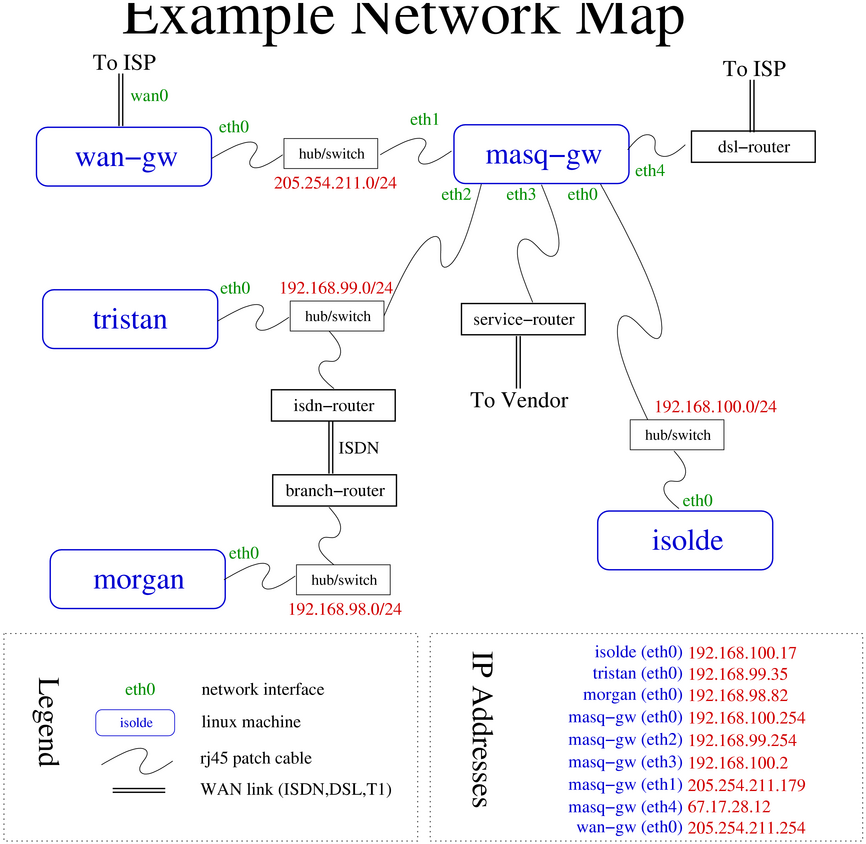 Example Network Map
To ISP
wan0
wan−gw
eth0
hub/switch
205.254.211.0/24
eth1
masq−gw
eth2
eth3
eth0
eth4
To ISP
dsl−router
tristan
eth0
192.168.99.0/24
hub/switch
isdn−router
ISDN
branch−router
service−router
To Vendor
192.168.100.0/24
hub/switch
eth0
isolde
morgan
eth0
hub/switch
192.168.98.0/24
Legend
eth0 network interface
isolde linux machine
rj45 patch cable
WAN link (ISDN,DSL,T1)
IP Addresses
isolde (eth0) 192.168.100.17
tristan (eth0) 192.168.99.35
morgan (eth0) 192.168.98.82
masq−gw (eth0) 192.168.100.254
masq−gw (eth2) 192.168.99.254
masq−gw (eth3) 192.168.100.2
masq−gw (eth1) 205.254.211.179
masq−gw (eth4) 67.17.28.12
wan−gw (eth0) 205.254.211.254